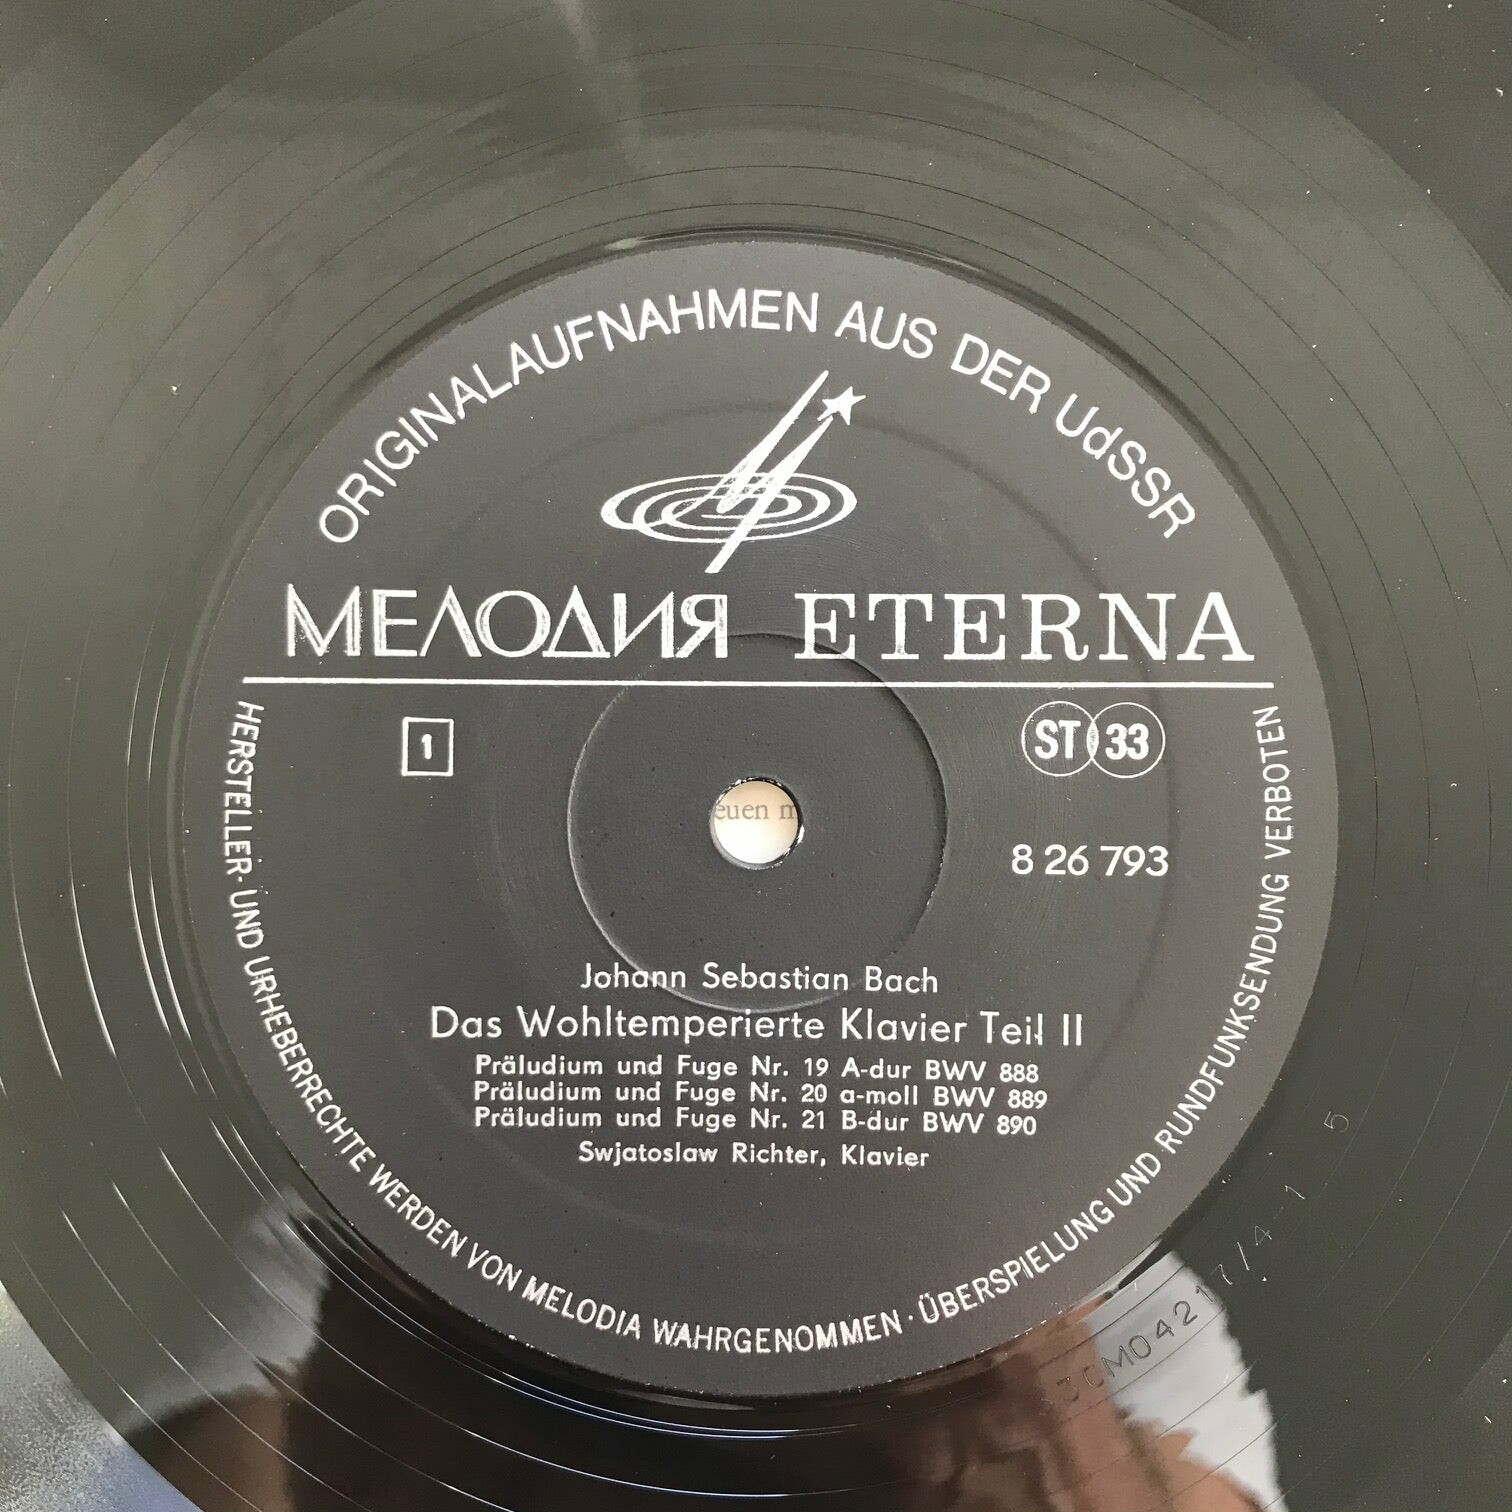 ORIGINALAUFNAHMEN AUS DER UdSSR
МЕЛОДИЯ ETERNA
1
ST 33
8 26 793
euen m
Johann Sebastian Bach
Das Wohltemperierte Klavier Teil II
Präludium und Fuge Nr. 19 A-dur BWV 888
Präludium und Fuge Nr. 20 a-moll BWV 889
Präludium und Fuge Nr. 21 B-dur BWV 890
Swjatoslaw Richter, Klavier
HERSTELLER- UND URHEBERRECHTE WERDEN VON MELODIA WAHRGENOMMEN · ÜBERSPIELUNG UND RUNDFUNKSENDUNG VERBOTEN
5